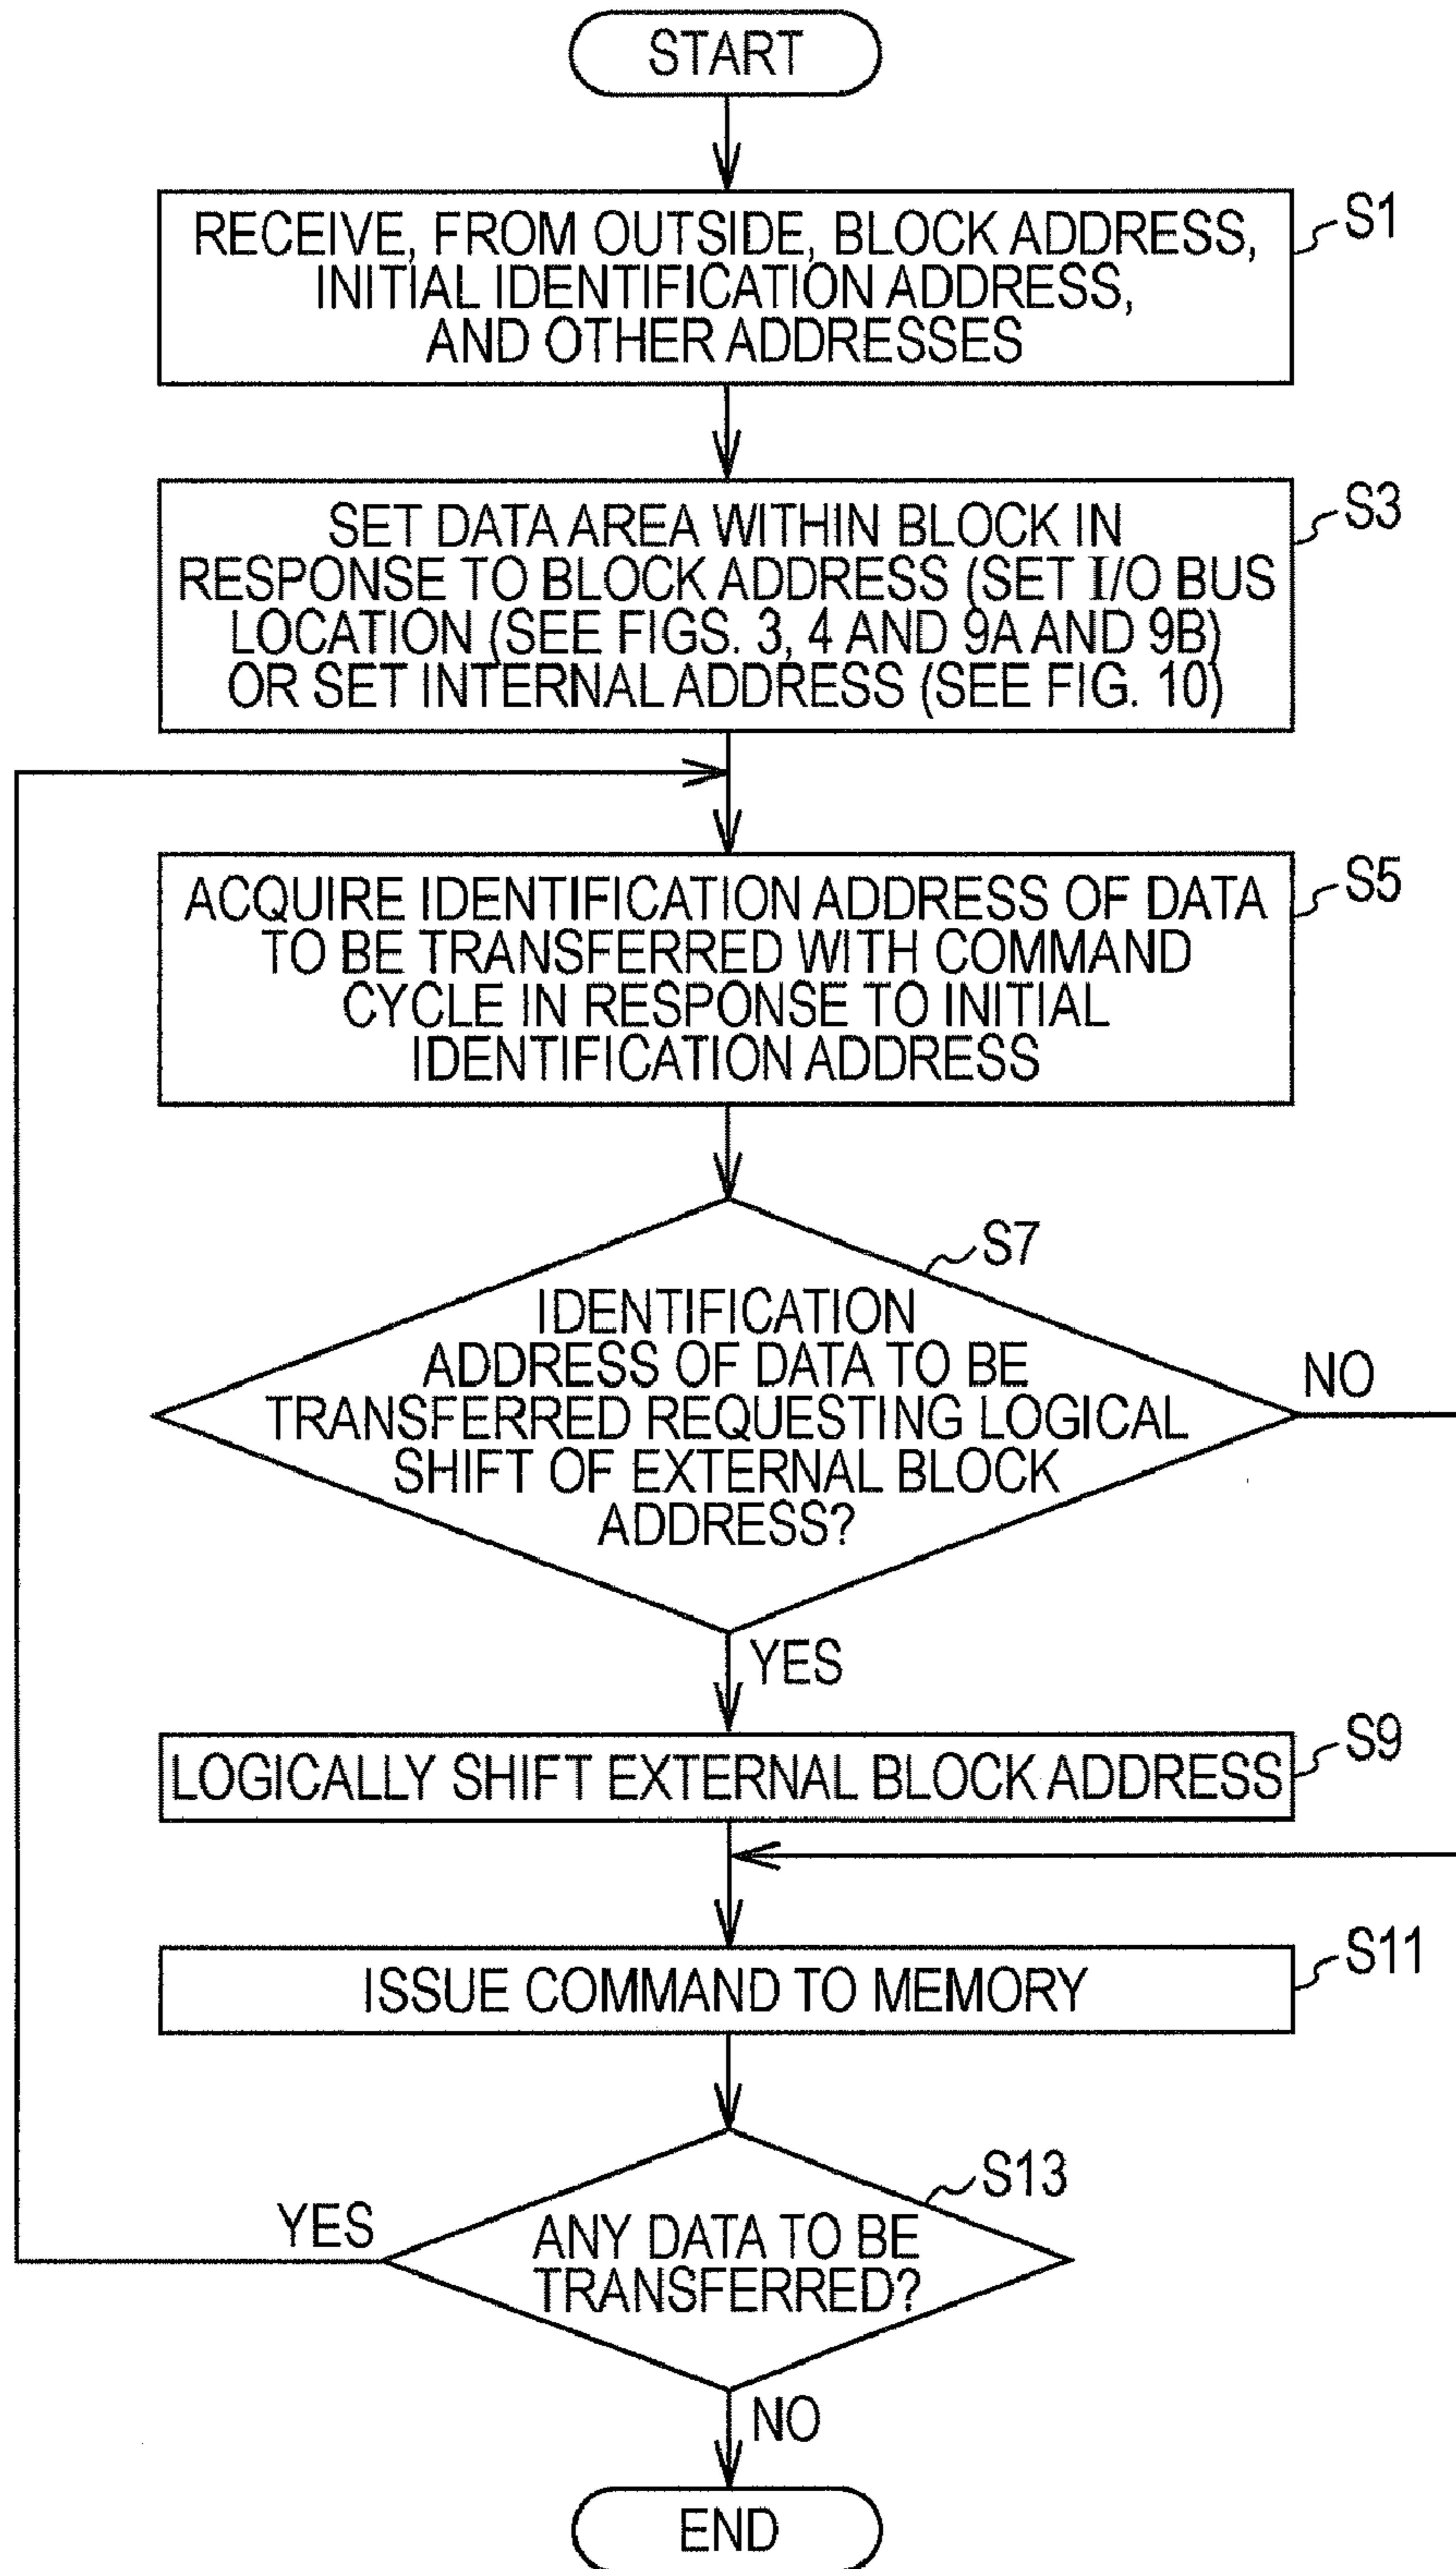 START
RECEIVE, FROM OUTSIDE, BLOCK ADDRESS,
INITIAL IDENTIFICATION ADDRESS,
AND OTHER ADDRESSES
S1
SET DATA AREA WITHIN BLOCK IN
RESPONSE TO BLOCK ADDRESS (SET I/O BUS
LOCATION (SEE FIGS. 3, 4 AND 9A AND 9B)
OR SET INTERNAL ADDRESS (SEE FIG. 10)
S3
ACQUIRE IDENTIFICATION ADDRESS OF DATA
TO BE TRANSFERRED WITH COMMAND
CYCLE IN RESPONSE TO INITIAL
IDENTIFICATION ADDRESS
S5
S7
IDENTIFICATION
ADDRESS OF DATA TO BE
TRANSFERRED REQUESTING LOGICAL
SHIFT OF EXTERNAL BLOCK
ADDRESS?
NO
YES
LOGICALLY SHIFT EXTERNAL BLOCK ADDRESS
S9
ISSUE COMMAND TO MEMORY
S11
S13
ANY DATA TO BE
TRANSFERRED?
YES
NO
END